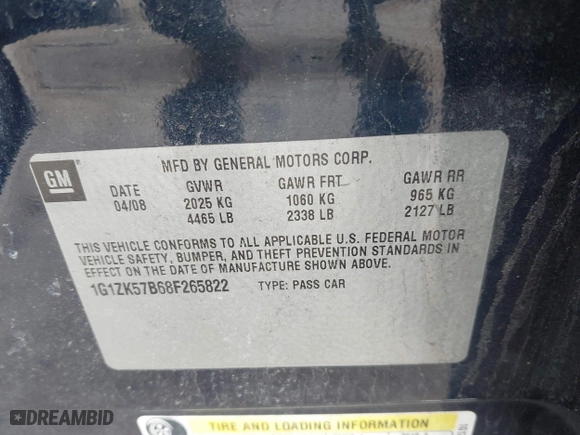 MFD BY GENERAL MOTORS CORP.
GM
DATE GVWR GAWR FRT GAWR RR
04/08 2025 KG 1060 KG 965 KG
4465 LB 2338 LB 2127 LB
THIS VEHICLE CONFORMS TO ALL APPLICABLE U.S. FEDERAL MOTOR
VEHICLE SAFETY, BUMPER, AND THEFT PREVENTION STANDARDS IN
EFFECT ON THE DATE OF MANUFACTURE SHOWN ABOVE.
1G1ZK57B68F265822 TYPE: PASS CAR
TIRE AND LOADING INFORMATION
DREAMBID